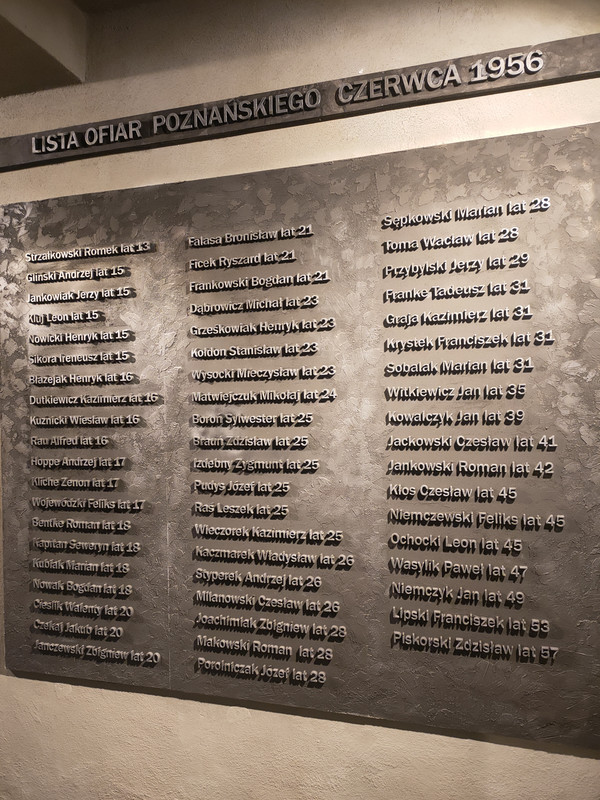 LISTA OFIAR POZNAŃSKIEGO CZERWCA 1956
Strzałkowski Romek lat 13
Gliński Andrzej lat 15
Jankowiak Jerzy lat 15
Kluj Leon lat 15
Nowicki Henryk lat 15
Sikora Ireneusz lat 15
Błażejak Henryk lat 16
Dutkiewicz Kazimierz lat 16
Kuźnicki Wiesław lat 16
Rau Alfred lat 16
Hoppe Andrzej lat 17
Kliche Zenon lat 17
Wojewódzki Feliks lat 17
Bentke Roman lat 18
Kapitan Seweryn lat 18
Kubiak Marian lat 18
Nowak Bogdan lat 18
Cieślik Walenty lat 20
Czekaj Jakub lat 20
Janczewski Zbigniew lat 20
Fałasa Bronisław lat 21
Ficek Ryszard lat 21
Frankowski Bogdan lat 21
Dąbrowicz Michał lat 23
Grześkowiak Henryk lat 23
Kołdon Stanisław lat 23
Wysocki Mieczysław lat 23
Matwiejczuk Mikołaj lat 24
Boroń Sylwester lat 25
Braun Zdzisław lat 25
Izdebny Zygmunt lat 25
Pudys Józef lat 25
Ras Leszek lat 25
Wieczorek Kazimierz lat 25
Kaczmarek Władysław lat 26
Styperek Andrzej lat 26
Milanowski Czesław lat 26
Joachimiak Zbigniew lat 28
Makowski Roman lat 28
Porolniczak Józef lat 28
Sępkowski Marian lat 28
Toma Wacław lat 28
Przybylski Jerzy lat 29
Franke Tadeusz lat 31
Graja Kazimierz lat 31
Krystek Franciszek lat 31
Sobalak Marian lat 31
Witkiewicz Jan lat 35
Kowalczyk Jan lat 39
Jackowski Czesław lat 41
Jankowski Roman lat 42
Kłos Czesław lat 45
Niemczewski Feliks lat 45
Ochocki Leon lat 45
Wasylik Paweł lat 47
Niemczyk Jan lat 49
Lipski Franciszek lat 53
Piskorski Zdzisław lat 57